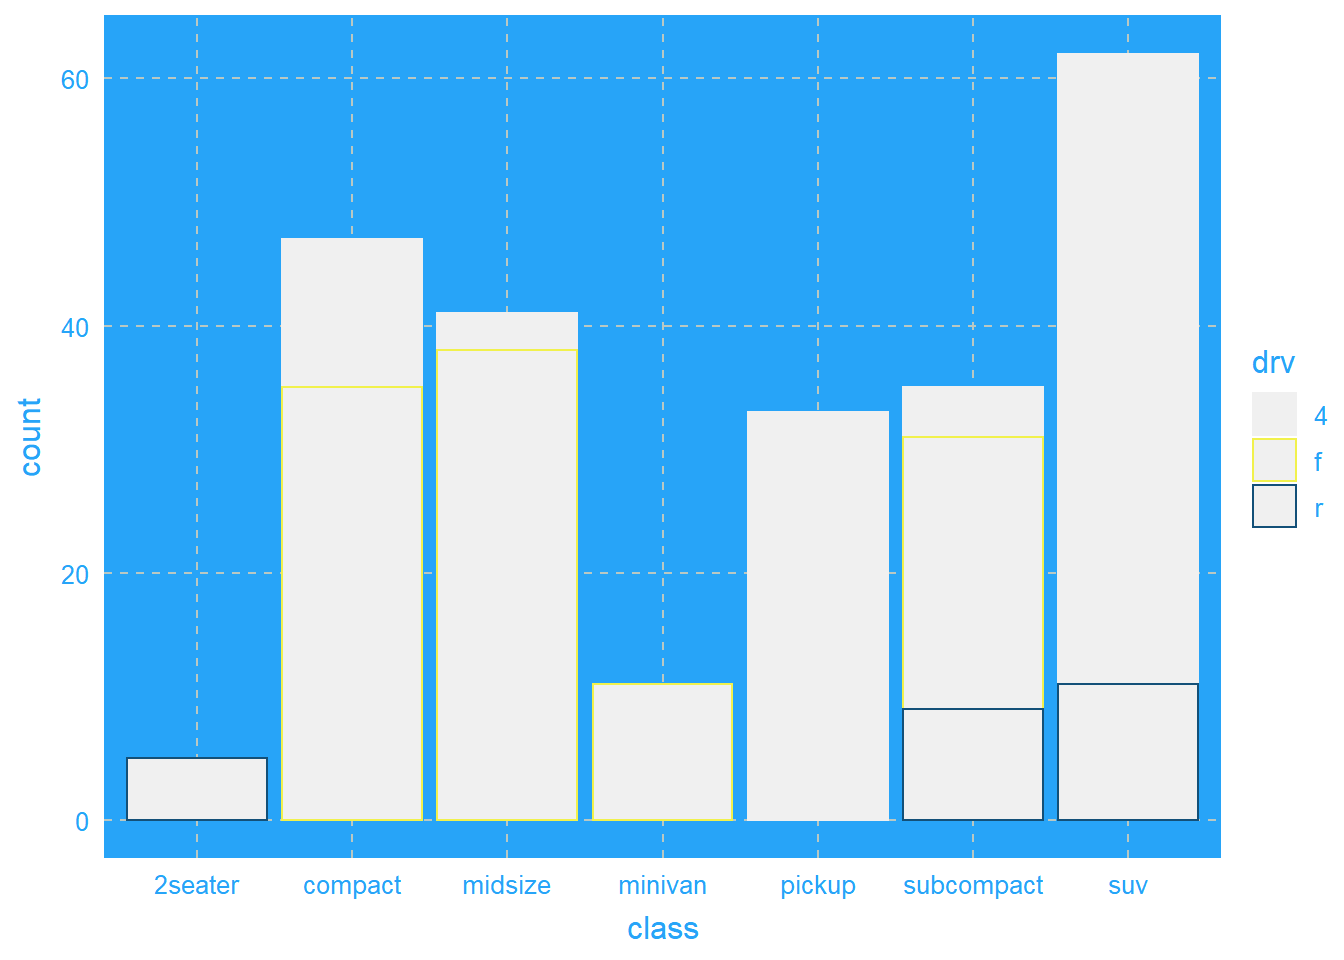 count
60
40
20
0
2seater compact midsize minivan pickup subcompact suv
class
drv
4
f
r